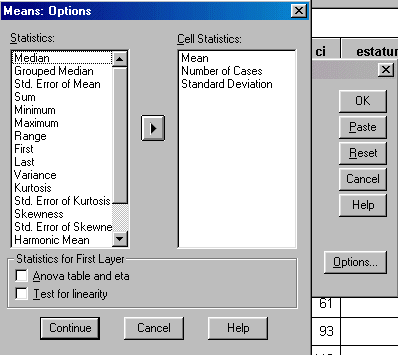 Means: Options
Statistics:
Median
Grouped Median
Std. Error of Mean
Sum
Minimum
Maximum
Range
First
Last
Variance
Kurtosis
Std. Error of Kurtosis
Skewness
Std. Error of Skewne
Harmonic Mean
Cell Statistics:
Mean
Number of Cases
Standard Deviation
Statistics for First Layer
Anova table and eta
Test for linearity
Continue
Cancel
Help
ci
estatur
OK
Paste
Reset
Cancel
Help
Options...
61
93